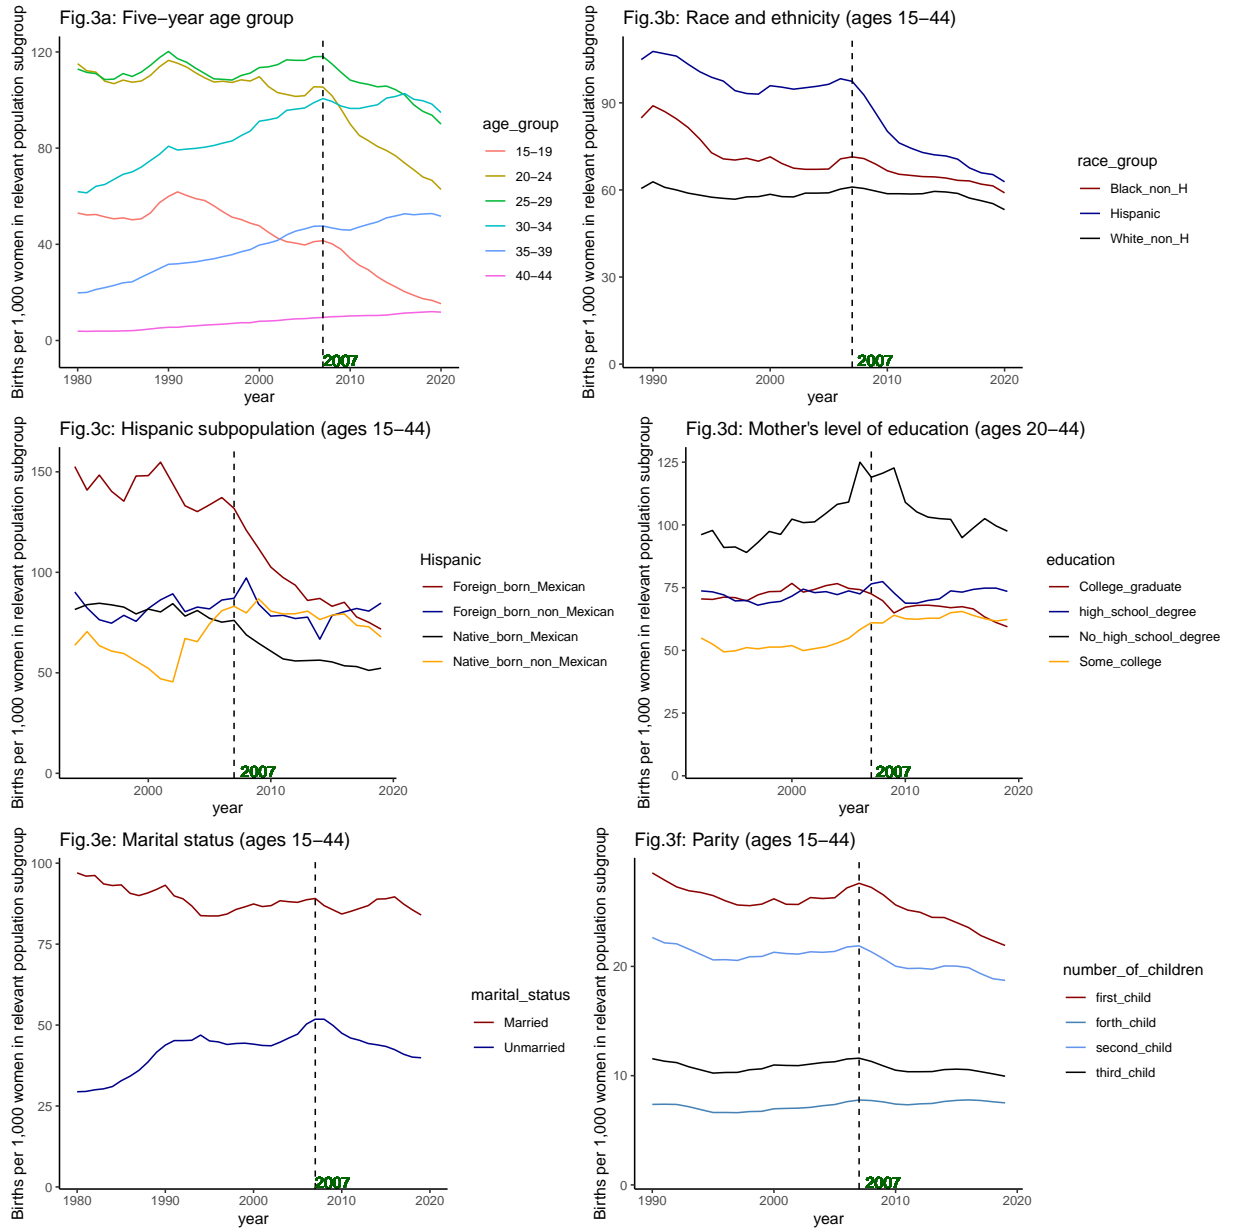 Fig.3a: Five−year age group
Births per 1,000 women in relevant population subgroup
120
80
40
0
1980
1990
2000
2010
2020
2007
year
age_group
15−19
20−24
25−29
30−34
35−39
40−44
Fig.3b: Race and ethnicity (ages 15−44)
Births per 1,000 women in relevant population subgroup
90
60
30
0
1990
2000
2010
2020
2007
year
race_group
Black_non_H
Hispanic
White_non_H
Fig.3c: Hispanic subpopulation (ages 15−44)
Births per 1,000 women in relevant population subgroup
150
100
50
0
2000
2010
2020
2007
year
Hispanic
Foreign_born_Mexican
Foreign_born_non_Mexican
Native_born_Mexican
Native_born_non_Mexican
Fig.3d: Mother's level of education (ages 20−44)
Births per 1,000 women in relevant population subgroup
125
100
75
50
25
0
2000
2010
2020
2007
year
education
College_graduate
high_school_degree
No_high_school_degree
Some_college
Fig.3e: Marital status (ages 15−44)
Births per 1,000 women in relevant population subgroup
100
75
50
25
0
1980
1990
2000
2010
2020
2007
year
marital_status
Married
Unmarried
Fig.3f: Parity (ages 15−44)
Births per 1,000 women in relevant population subgroup
20
10
0
1990
2000
2010
2020
2007
year
number_of_children
first_child
forth_child
second_child
third_child